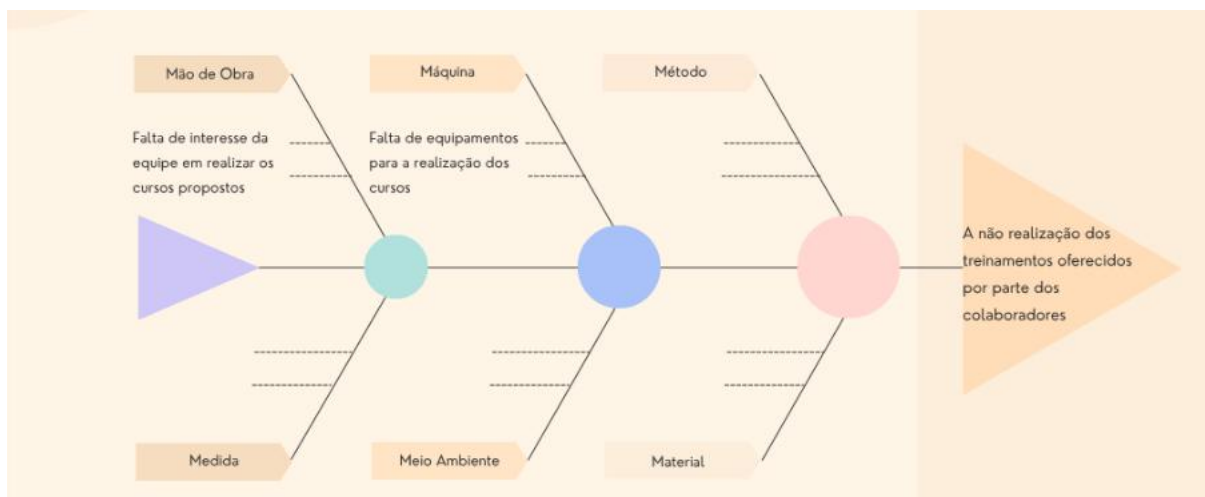 Mão de Obra
Máquina
Método
Falta de interesse da
equipe em realizar os
cursos propostos
Falta de equipamentos
para a realização dos
cursos
A não realização dos
treinamentos oferecidos
por parte dos
colaboradores
Medida
Meio Ambiente
Material